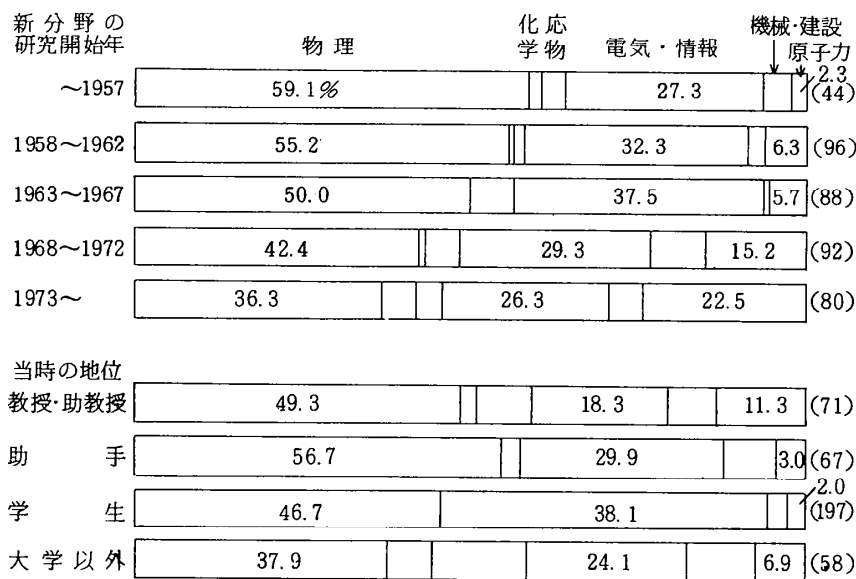 新分野の 化 応 機械・建設
研究開始年 物 理 学 物 電気・情報 原子力
～1957 59.1% 27.3 2.3 (44)
1958～1962 55.2 32.3 6.3 (96)
1963～1967 50.0 37.5 5.7 (88)
1968～1972 42.4 29.3 15.2 (92)
1973～ 36.3 26.3 22.5 (80)
当時の地位
教授・助教授 49.3 18.3 11.3 (71)
助 手 56.7 29.9 3.0 (67)
学 生 46.7 38.1 2.0 (197)
大学以外 37.9 24.1 6.9 (58)